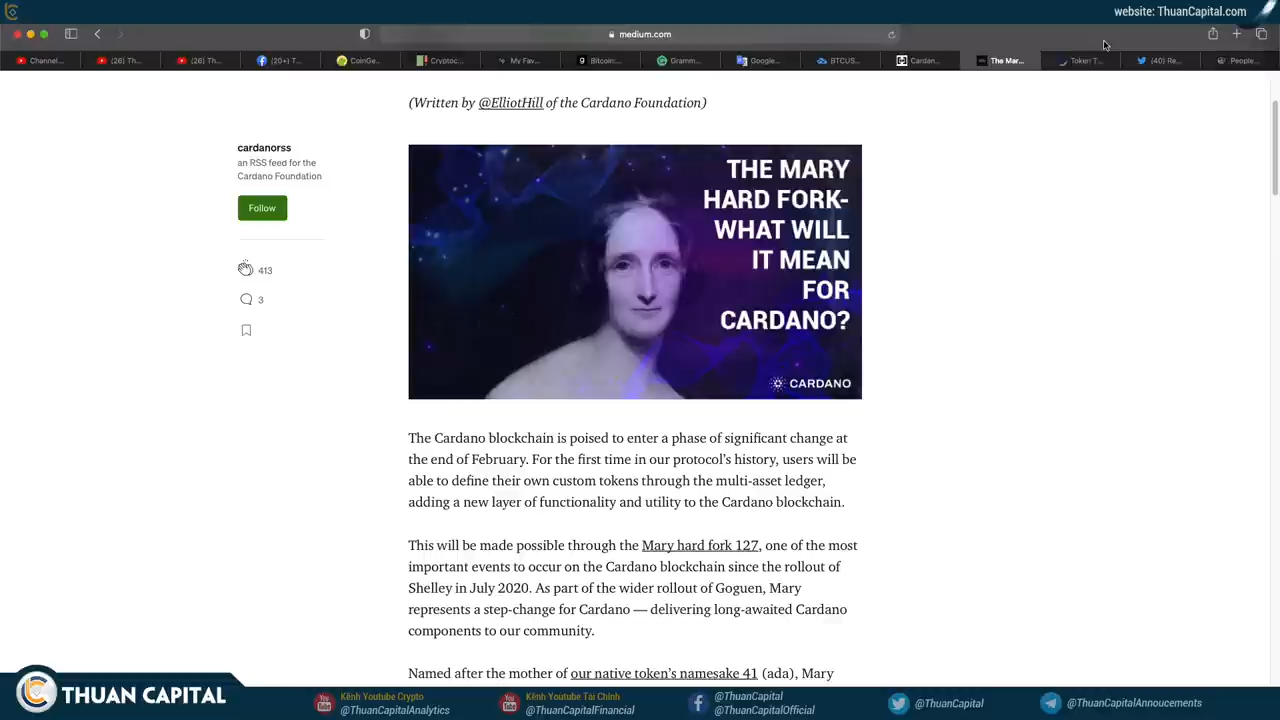 website: ThuanCapital.com
medium.com
Channel...
(26) Th...
(26) Th...
(20+) T...
CoinGe...
Cryptoc...
My Fav...
Bitcoin:...
Gramm...
Google...
BTCUS...
Cardan...
The Mar...
Token T...
(40) Re...
People...
(Written by @ElliotHill of the Cardano Foundation)
cardanorss
an RSS feed for the
Cardano Foundation
Follow
413
3
THE MARY
HARD FORK-
WHAT WILL
IT MEAN
FOR
CARDANO?
CARDANO
The Cardano blockchain is poised to enter a phase of significant change at
the end of February. For the first time in our protocol’s history, users will be
able to define their own custom tokens through the multi-asset ledger,
adding a new layer of functionality and utility to the Cardano blockchain.
This will be made possible through the Mary hard fork 127, one of the most
important events to occur on the Cardano blockchain since the rollout of
Shelley in July 2020. As part of the wider rollout of Goguen, Mary
represents a step-change for Cardano — delivering long-awaited Cardano
components to our community.
Named after the mother of our native token’s namesake 41 (ada), Mary
THUAN CAPITAL
Kênh Youtube Crypto
@ThuanCapitalAnalytics
Kênh Youtube Tài Chính
@ThuanCapitalFinancial
@ThuanCapital
@ThuanCapitalOfficial
@ThuanCapital
@ThuanCapitalAnnoucements